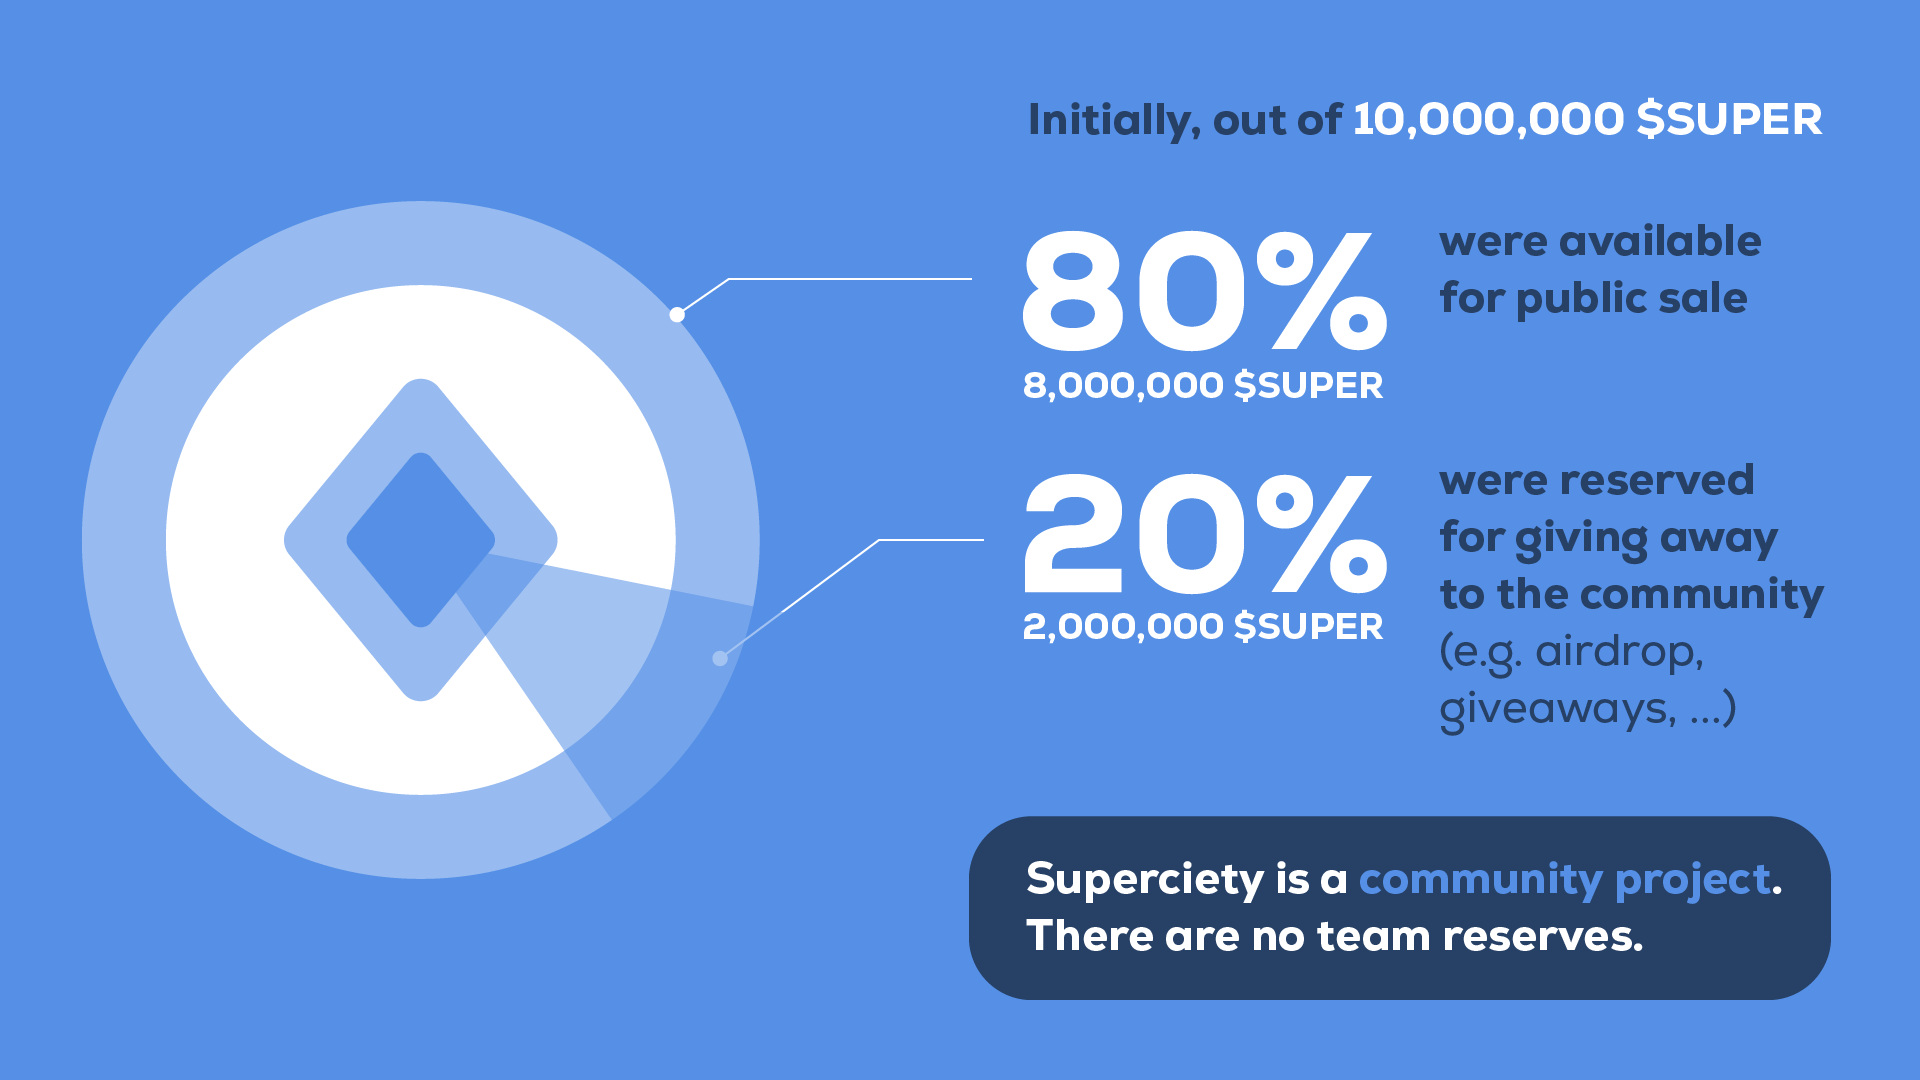 Initially, out of 10,000,000 $SUPER
80%
8,000,000 $SUPER
were available
for public sale
20%
2,000,000 $SUPER
were reserved
for giving away
to the community
(e.g. airdrop,
giveaways, ...)
Superciety is a community project.
There are no team reserves.